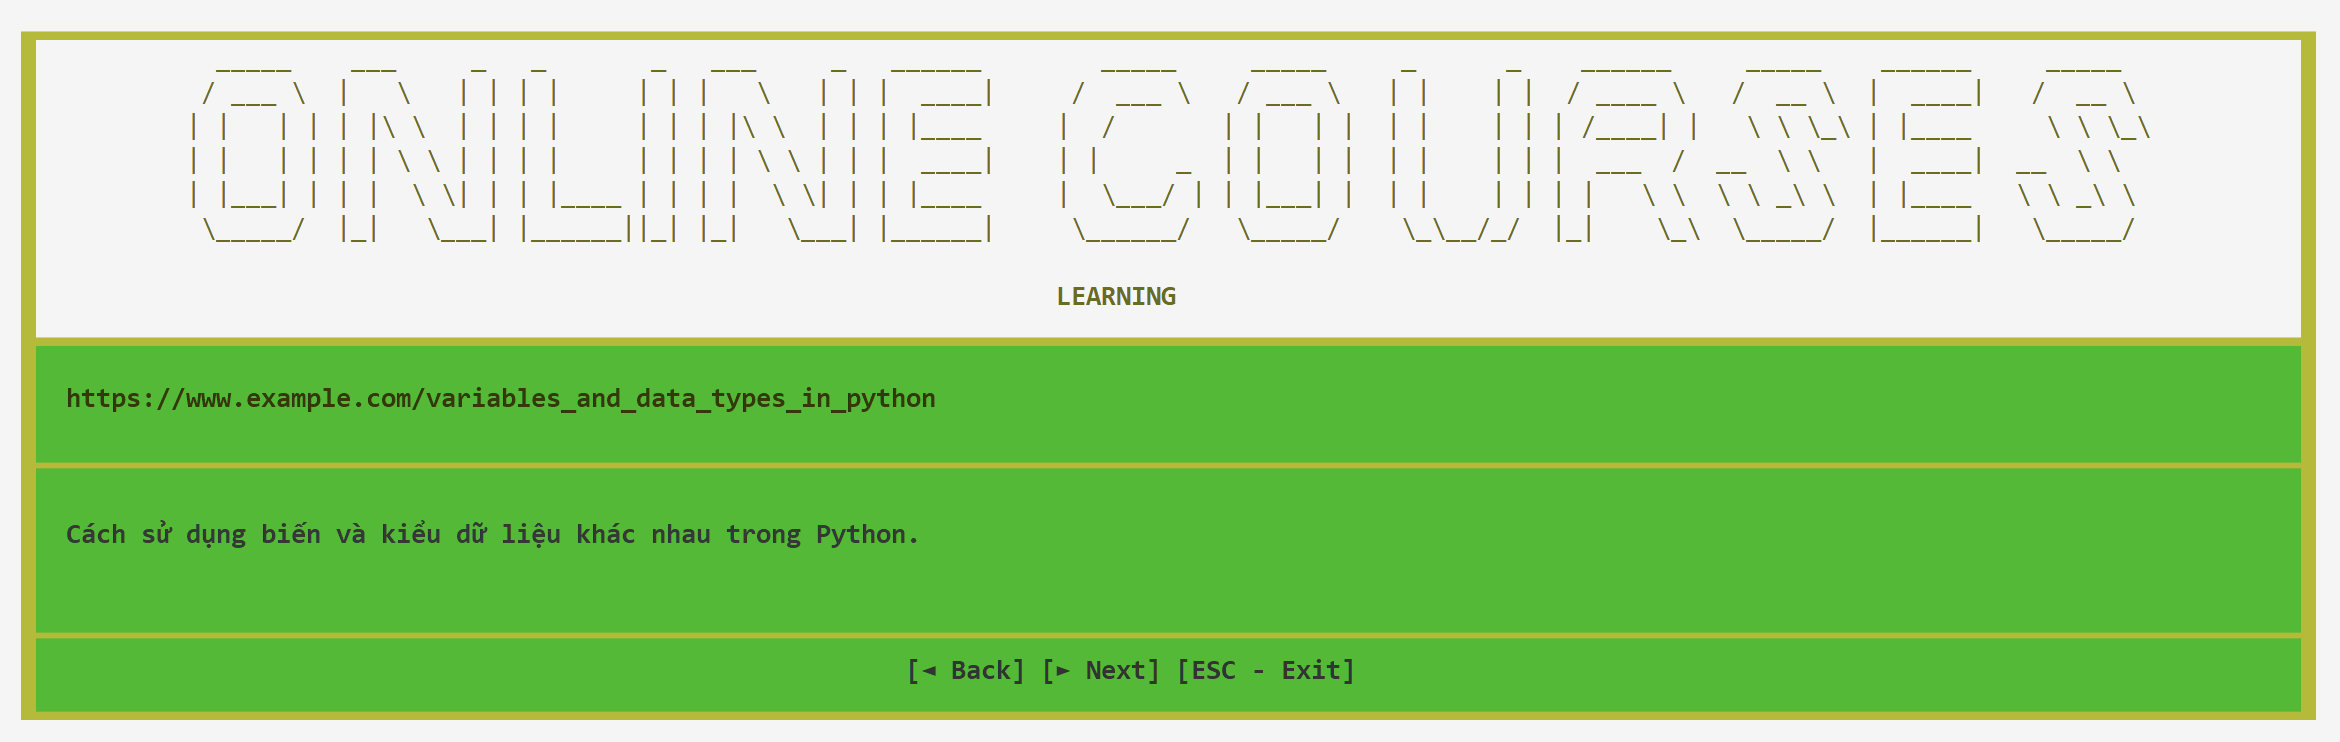 ONLINE COURSES
LEARNING
https://www.example.com/variables_and_data_types_in_python
Cách sử dụng biến và kiểu dữ liệu khác nhau trong Python.
[◄ Back] [► Next] [ESC - Exit]